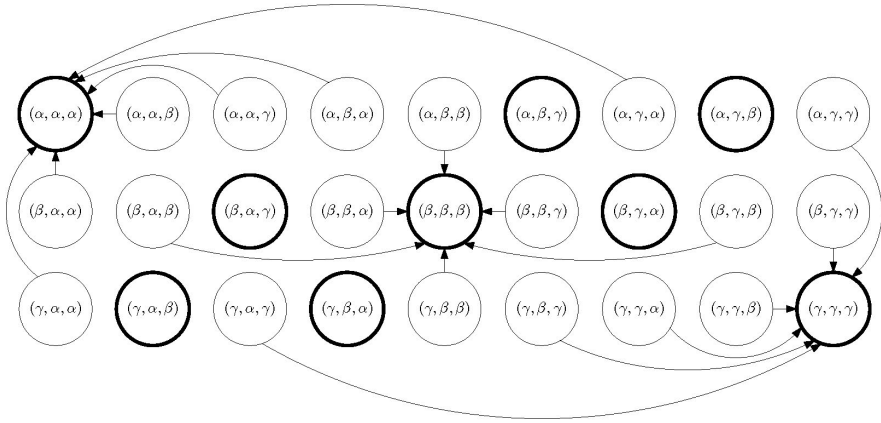 (α, α, α) (α, α, β) (α, α, γ) (α, β, α) (α, β, β) (α, β, γ) (α, γ, α) (α, γ, β) (α, γ, γ)
(β, α, α) (β, α, β) (β, α, γ) (β, β, α) (β, β, β) (β, β, γ) (β, γ, α) (β, γ, β) (β, γ, γ)
(γ, α, α) (γ, α, β) (γ, α, γ) (γ, β, α) (γ, β, β) (γ, β, γ) (γ, γ, α) (γ, γ, β) (γ, γ, γ)